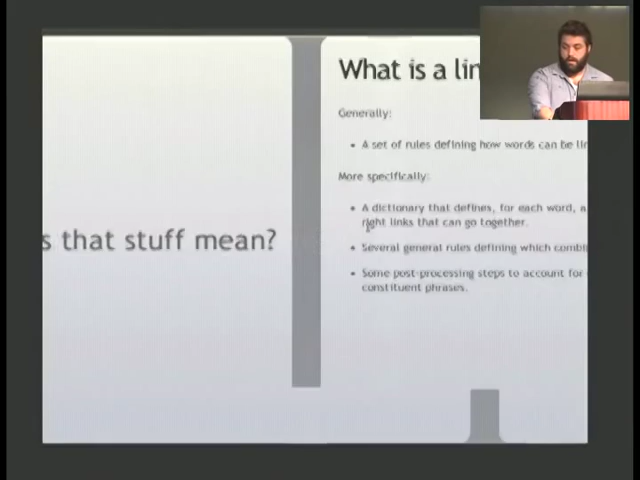 s that stuff mean?
What is a lin
Generally:
• A set of rules defining how words can be lin
More specifically:
• A dictionary that defines, for each word, a
right links that can go together.
• Several general rules defining which combi
• Some post-processing steps to account for
constituent phrases.